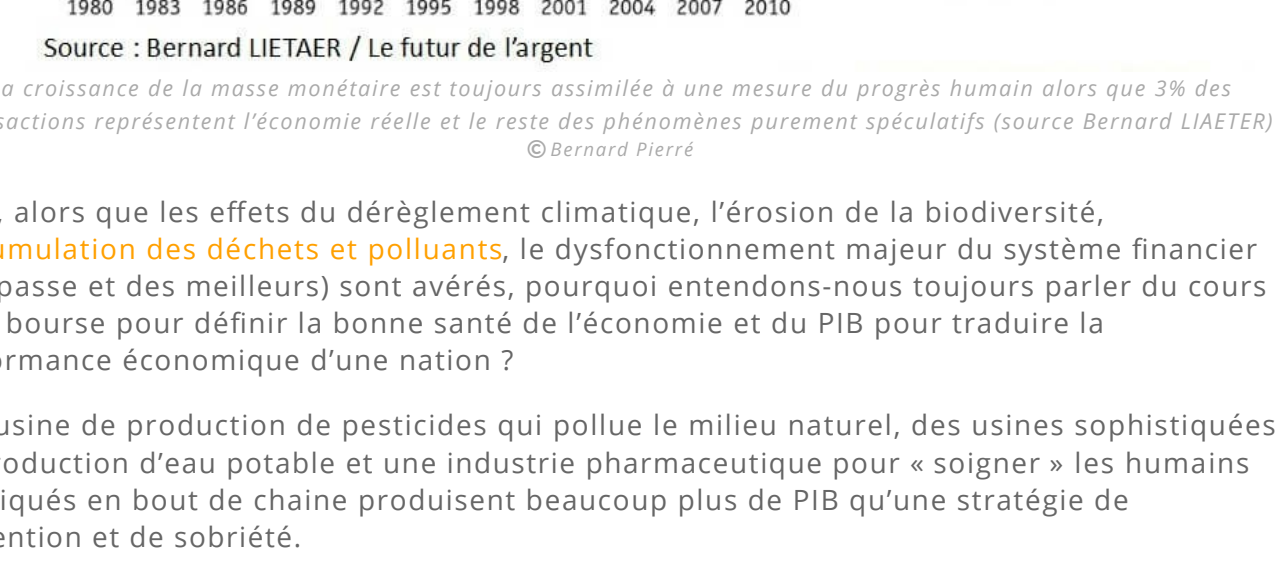 1980 1983 1986 1989 1992 1995 1998 2001 2004 2007 2010
Source : Bernard LIETAER / Le futur de l’argent
a croissance de la masse monétaire est toujours assimilée à une mesure du progrès humain alors que 3% des
sactions représentent l’économie réelle et le reste des phénomènes purement spéculatifs (source Bernard LIAETER)
© Bernard Pierré
, alors que les effets du dérèglement climatique, l’érosion de la biodiversité,
umulation des déchets et polluants, le dysfonctionnement majeur du système financier
passe et des meilleurs) sont avérés, pourquoi entendons-nous toujours parler du cours
bourse pour définir la bonne santé de l’économie et du PIB pour traduire la
ormance économique d’une nation ?
usine de production de pesticides qui pollue le milieu naturel, des usines sophistiquées
roduction d’eau potable et une industrie pharmaceutique pour « soigner » les humains
iqués en bout de chaine produisent beaucoup plus de PIB qu’une stratégie de
ention et de sobriété.